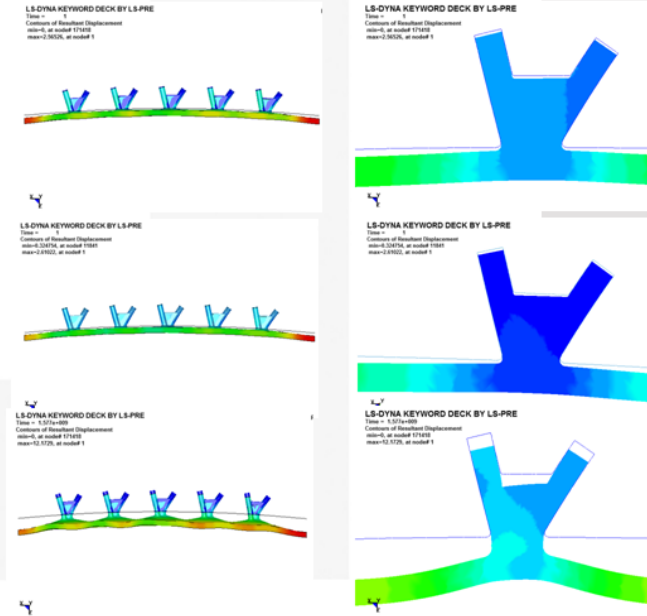 LS-DYNA KEYWORD DECK BY LS-PRE
Time = 1
Contours of Resultant Displacement
min=0, at node# 171418
max=2.56526, at node# 1
LS-DYNA KEYWORD DECK BY LS-PRE
Time = 1
Contours of Resultant Displacement
min=0, at node# 171418
max=2.56526, at node# 1
LS-DYNA KEYWORD DECK BY LS-PRE
Time = 1
Contours of Resultant Displacement
min=0.324754, at node# 11841
max=2.61022, at node# 1
LS-DYNA KEYWORD DECK BY LS-PRE
Time = 1
Contours of Resultant Displacement
min=0.324754, at node# 11841
max=2.61022, at node# 1
LS-DYNA KEYWORD DECK BY LS-PRE
Time = 1.577e+009
Contours of Resultant Displacement
min=0, at node# 171418
max=12.1729, at node# 1
LS-DYNA KEYWORD DECK BY LS-PRE
Time = 1.577e+009
Contours of Resultant Displacement
min=0, at node# 171418
max=12.1729, at node# 1